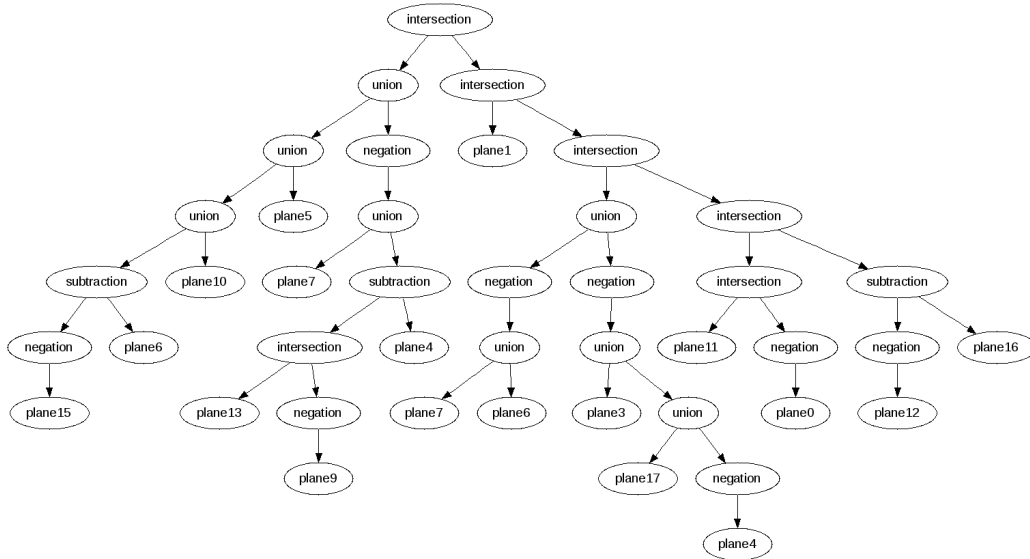 intersection
union intersection
union negation plane1 intersection
union plane5 union union intersection
subtraction plane10 plane7 subtraction negation negation intersection subtraction
negation plane6 intersection plane4 union union plane11 negation negation plane16
plane15 plane13 negation plane7 plane6 plane3 union plane0 plane12
plane9 plane17 negation
plane4